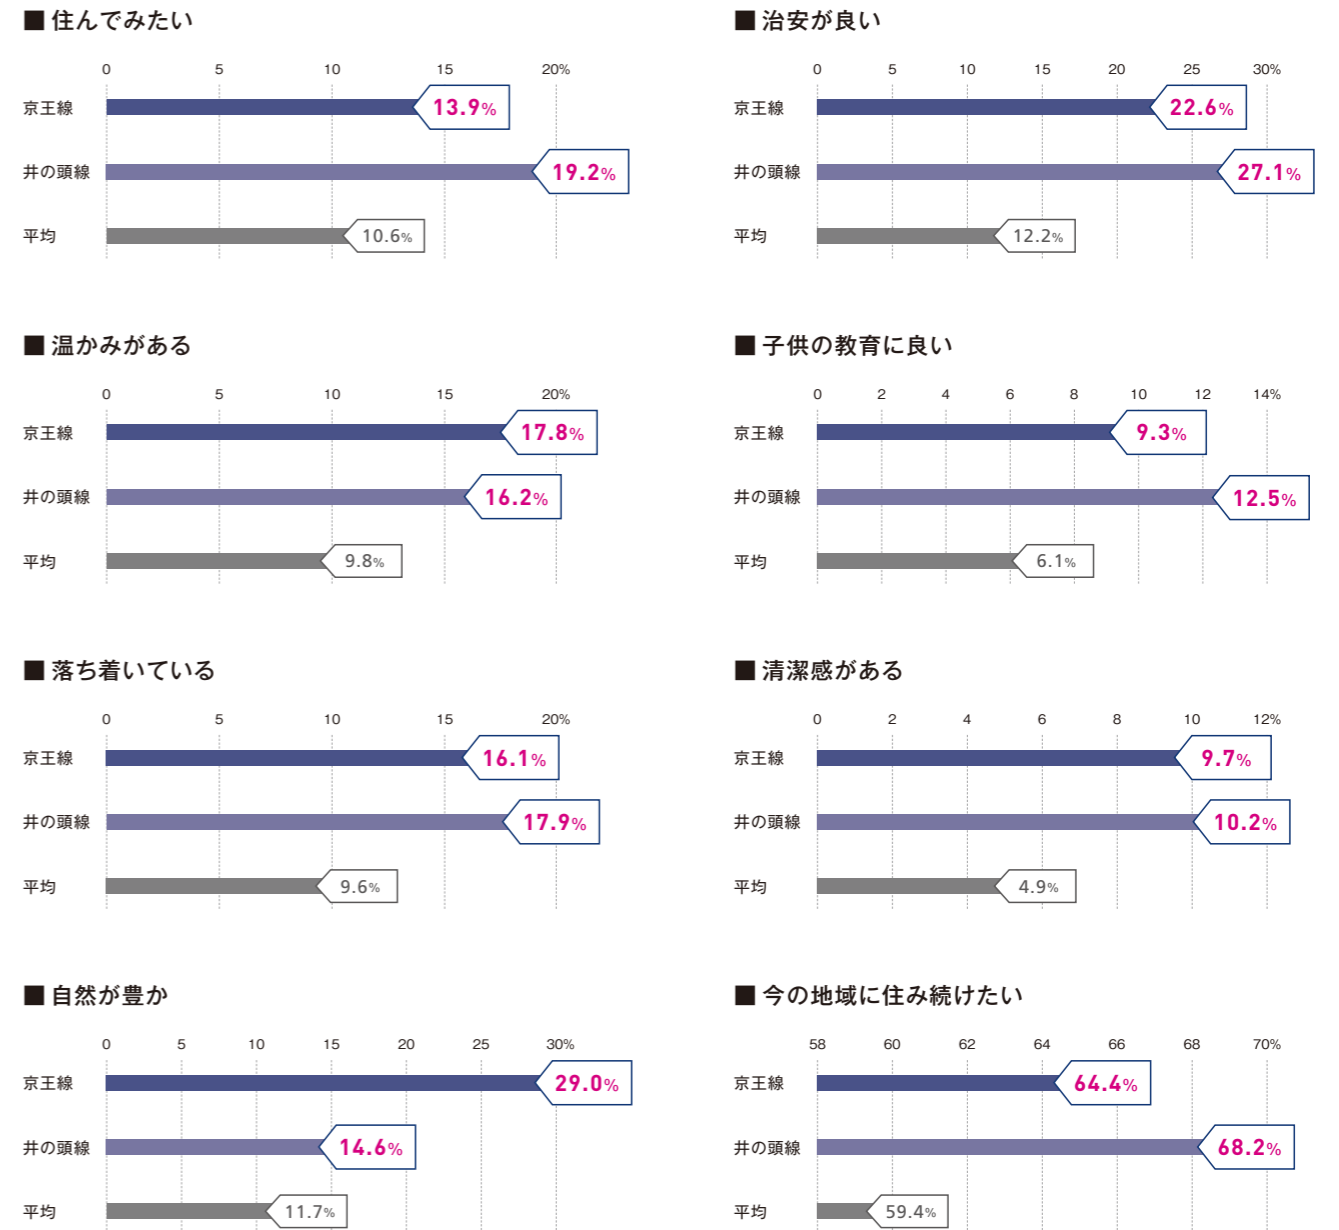 ■ 住んでみたい
0 5 10 15 20%
京王線 13.9%
井の頭線 19.2%
平均 10.6%
■ 治安が良い
0 5 10 15 20 25 30%
京王線 22.6%
井の頭線 27.1%
平均 12.2%
■ 温かみがある
0 5 10 15 20%
京王線 17.8%
井の頭線 16.2%
平均 9.8%
■ 子供の教育に良い
0 2 4 6 8 10 12 14%
京王線 9.3%
井の頭線 12.5%
平均 6.1%
■ 落ち着いている
0 5 10 15 20%
京王線 16.1%
井の頭線 17.9%
平均 9.6%
■ 清潔感がある
0 2 4 6 8 10 12%
京王線 9.7%
井の頭線 10.2%
平均 4.9%
■ 自然が豊か
0 5 10 15 20 25 30%
京王線 29.0%
井の頭線 14.6%
平均 11.7%
■ 今の地域に住み続けたい
58 60 62 64 66 68 70%
京王線 64.4%
井の頭線 68.2%
平均 59.4%